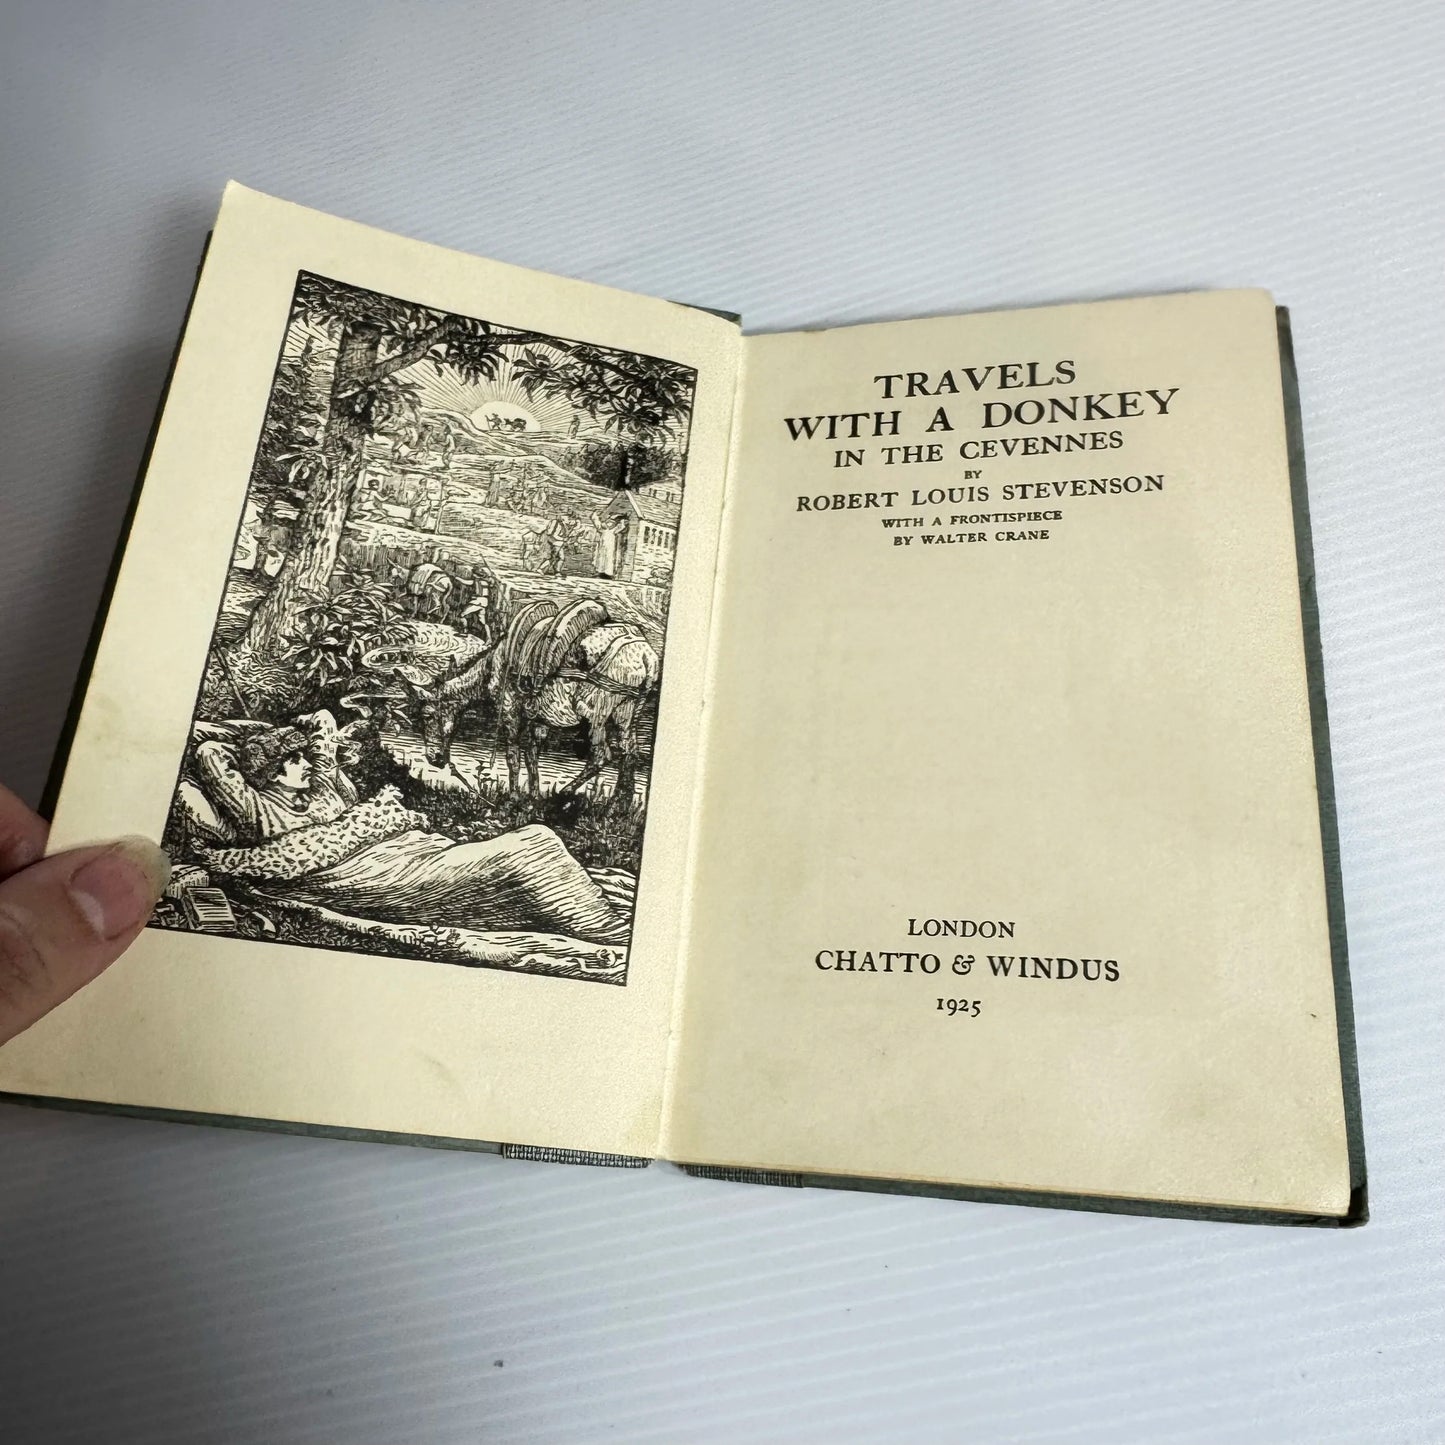 TRAVELS
WITH A DONKEY
IN THE CEVENNES
BY
ROBERT LOUIS STEVENSON
WITH A FRONTISPIECE
BY WALTER CRANE
LONDON
CHATTO & WINDUS
1925